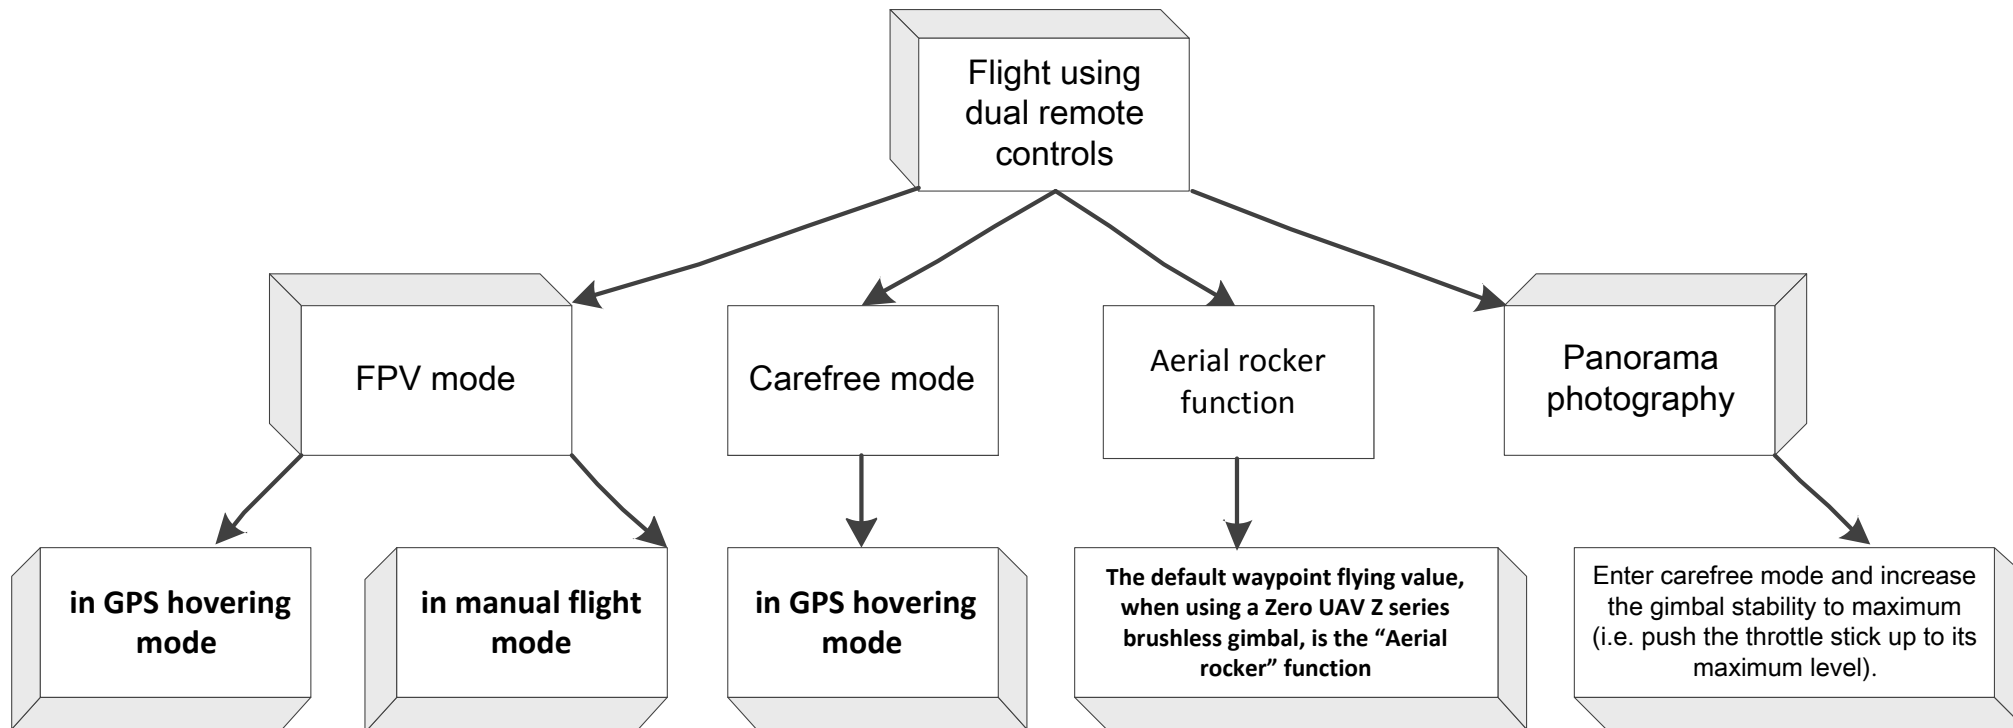 Flight using
dual remote
controls
FPV mode
Carefree mode
Aerial rocker
function
Panorama
photography
in GPS hovering
mode
in manual flight
mode
in GPS hovering
mode
The default waypoint flying value,
when using a Zero UAV Z series
brushless gimbal, is the “Aerial
rocker” function
Enter carefree mode and increase
the gimbal stability to maximum
(i.e. push the throttle stick up to its
maximum level).